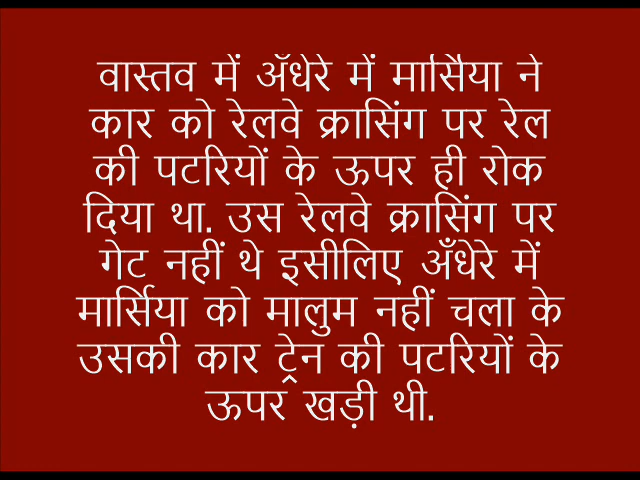 वास्तव में अँधेरे में मार्सिया ने
कार को रेलवे क्रासिंग पर रेल
की पटरियों के ऊपर ही रोक
दिया था. उस रेलवे क्रासिंग पर
गेट नहीं थे इसीलिए अँधेरे में
मार्सिया को मालुम नहीं चला के
उसकी कार ट्रेन की पटरियों के
ऊपर खड़ी थी.